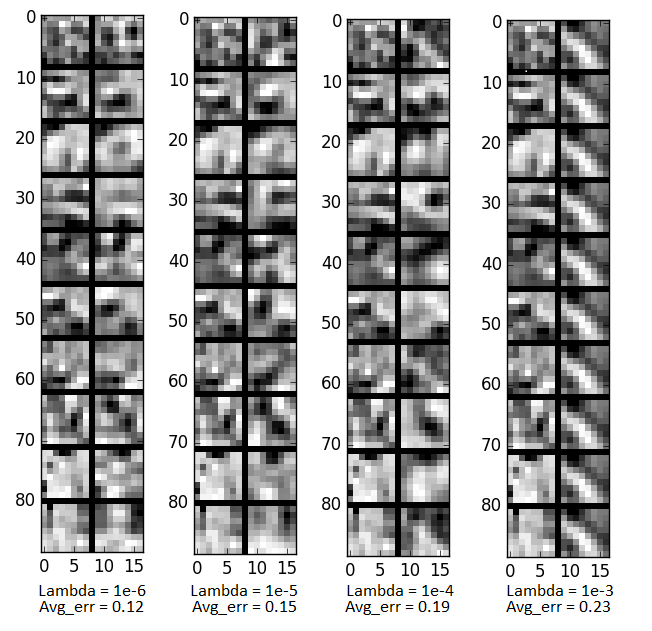 0 0 0 0
10 10 10 10
20 20 20 20
30 30 30 30
40 40 40 40
50 50 50 50
60 60 60 60
70 70 70 70
80 80 80 80
0 5 10 15 0 5 10 15 0 5 10 15 0 5 10 15
Lambda = 1e-6 Lambda = 1e-5 Lambda = 1e-4 Lambda = 1e-3
Avg_err = 0.12 Avg_err = 0.15 Avg_err = 0.19 Avg_err = 0.23